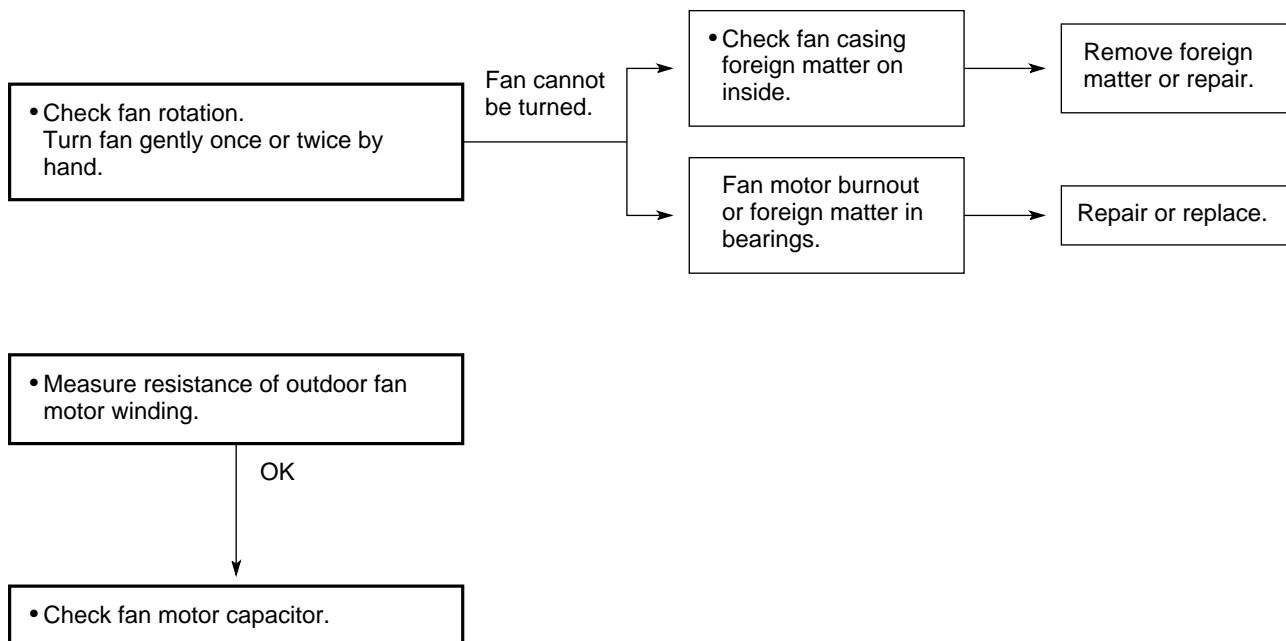 • Check fan rotation.
Turn fan gently once or twice by
hand.
Fan cannot
be turned.
• Check fan casing
foreign matter on
inside.
Remove foreign
matter or repair.
Fan motor burnout
or foreign matter in
bearings.
Repair or replace.
• Measure resistance of outdoor fan
motor winding.
OK
• Check fan motor capacitor.